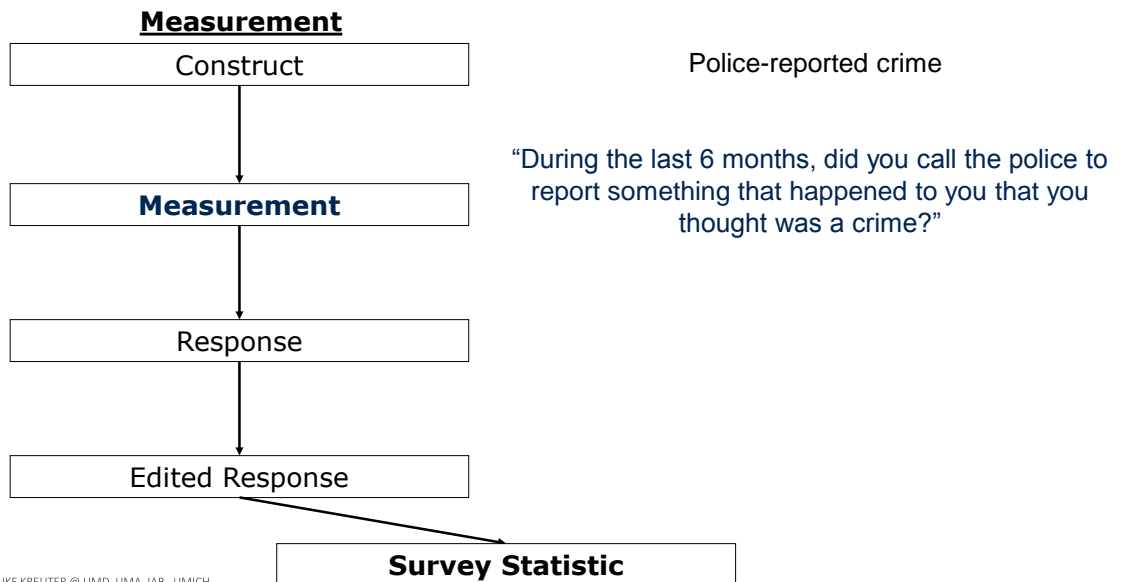 Measurement
Construct
Police-reported crime
“During the last 6 months, did you call the police to
report something that happened to you that you
thought was a crime?”
Measurement
Response
Edited Response
Survey Statistic
KREUTER @ UMD, UMA, IAB, UMICH